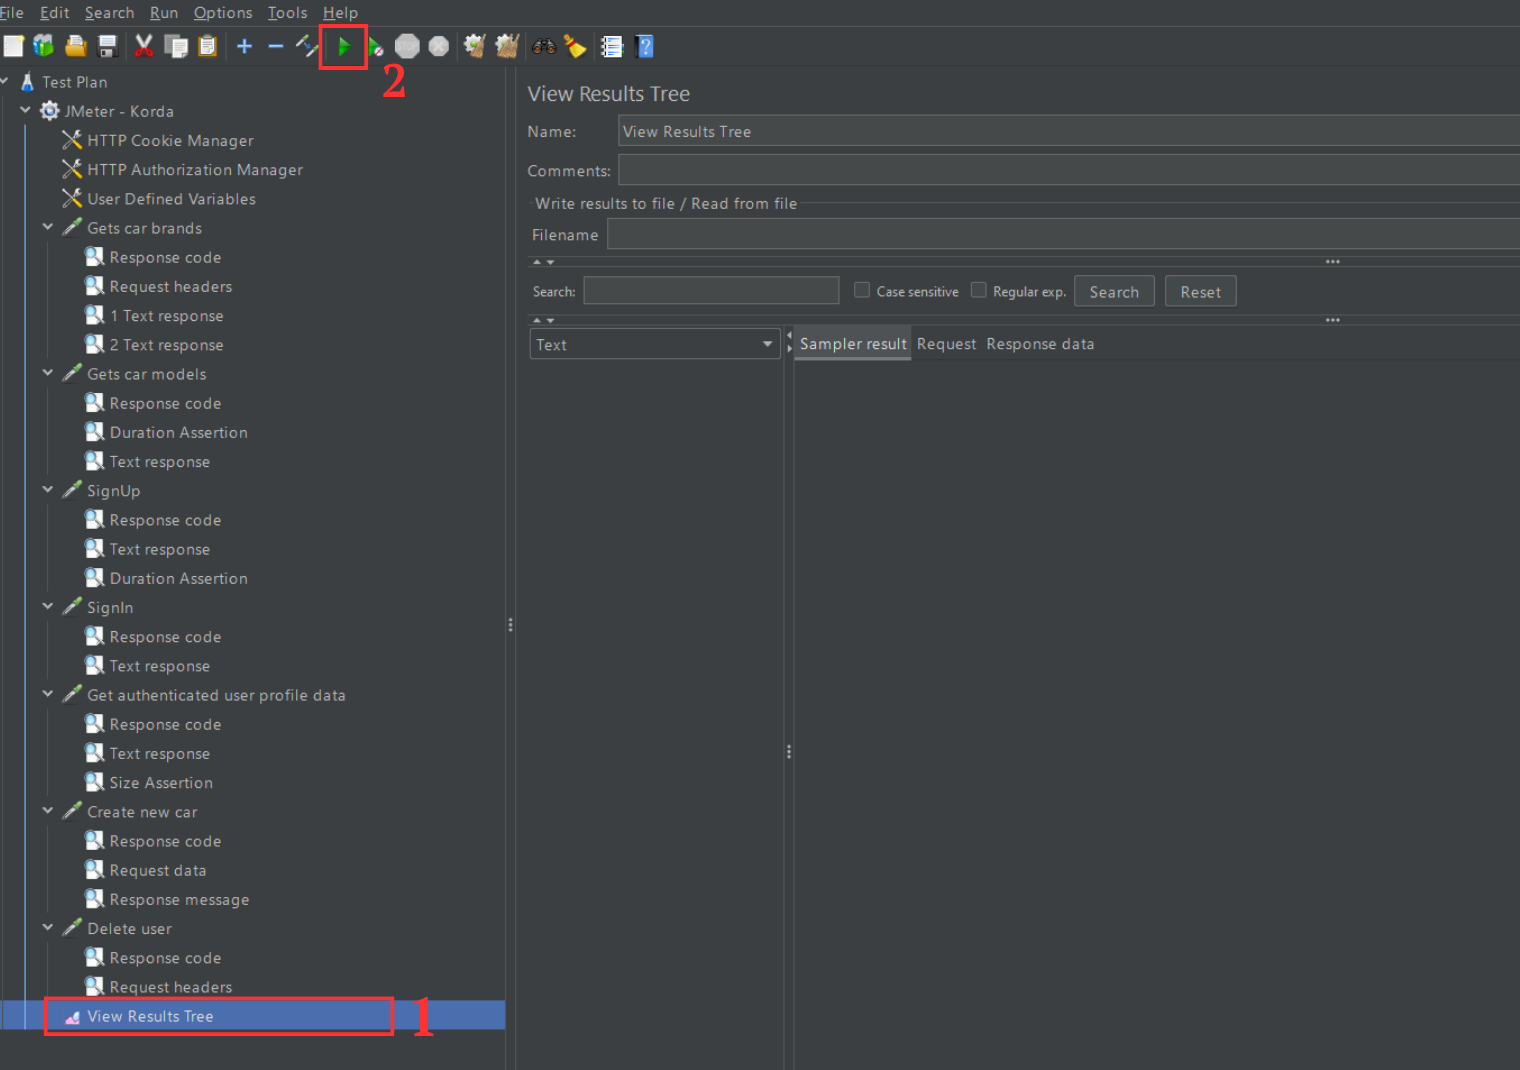 File Edit Search Run Options Tools Help
STOP
2
Test Plan
JMeter - Korda
HTTP Cookie Manager
HTTP Authorization Manager
User Defined Variables
Gets car brands
Response code
Request headers
1 Text response
2 Text response
Gets car models
Response code
Duration Assertion
Text response
SignUp
Response code
Text response
Duration Assertion
SignIn
Response code
Text response
Get authenticated user profile data
Response code
Text response
Size Assertion
Create new car
Response code
Request data
Response message
Delete user
Response code
Request headers
View Results Tree
1
View Results Tree
Name: View Results Tree
Comments:
Write results to file / Read from file
Filename
Search: Case sensitive Regular exp. Search Reset
Text
Sampler result Request Response data